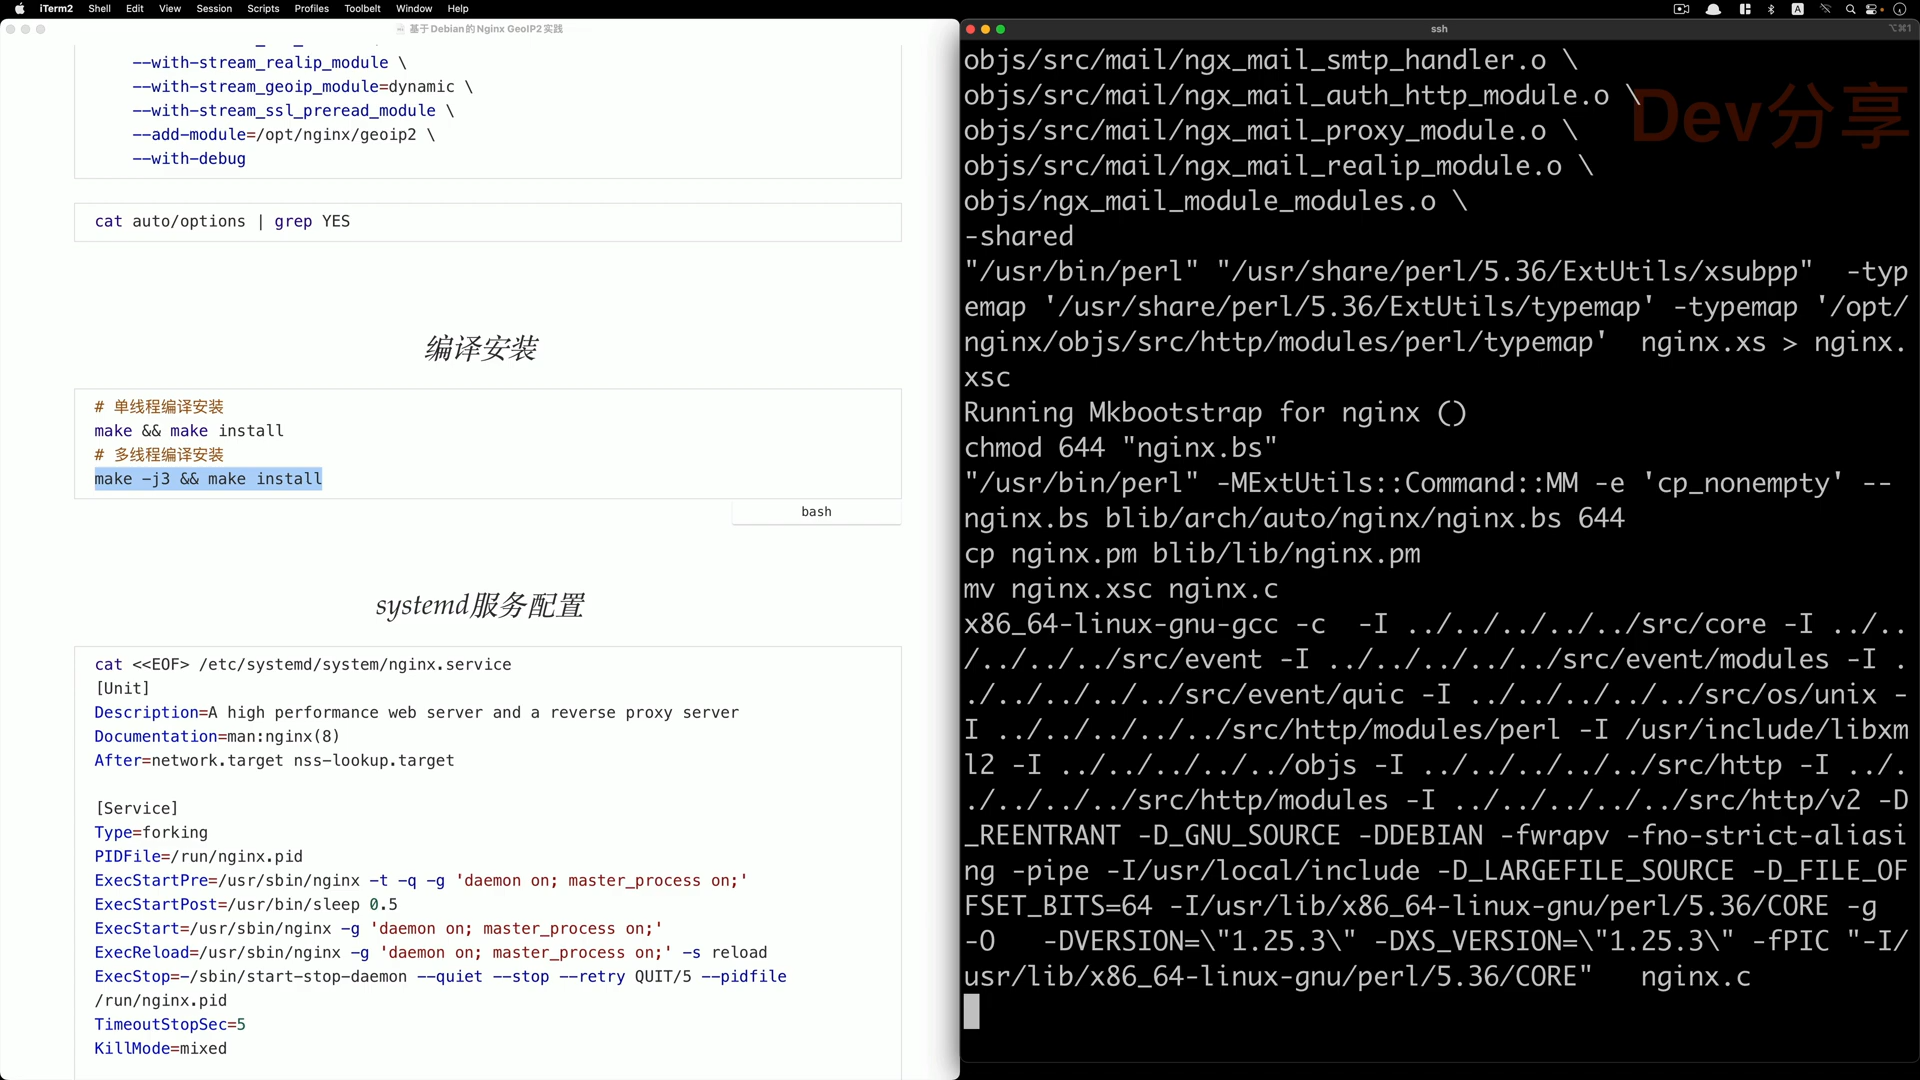 iTerm2 Shell Edit View Session Scripts Profiles Toolbelt Window Help
基于Debian的Nginx GeoIP2实践
--with-stream_realip_module \
--with-stream_geoip_module=dynamic \
--with-stream_ssl_preread_module \
--add-module=/opt/nginx/geoip2 \
--with-debug
cat auto/options | grep YES
编译安装
# 单线程编译安装
make && make install
# 多线程编译安装
make -j3 && make install
bash
systemd服务配置
cat <<EOF> /etc/systemd/system/nginx.service
[Unit]
Description=A high performance web server and a reverse proxy server
Documentation=man:nginx(8)
After=network.target nss-lookup.target
[Service]
Type=forking
PIDFile=/run/nginx.pid
ExecStartPre=/usr/sbin/nginx -t -q -g 'daemon on; master_process on;'
ExecStartPost=/usr/bin/sleep 0.5
ExecStart=/usr/sbin/nginx -g 'daemon on; master_process on;'
ExecReload=/usr/sbin/nginx -g 'daemon on; master_process on;' -s reload
ExecStop=-/sbin/start-stop-daemon --quiet --stop --retry QUIT/5 --pidfile
/run/nginx.pid
TimeoutStopSec=5
KillMode=mixed
ssh
⌥⌘1
Dev分享
objs/src/mail/ngx_mail_smtp_handler.o \
objs/src/mail/ngx_mail_auth_http_module.o \
objs/src/mail/ngx_mail_proxy_module.o \
objs/src/mail/ngx_mail_realip_module.o \
objs/ngx_mail_module_modules.o \
-shared
"/usr/bin/perl" "/usr/share/perl/5.36/ExtUtils/xsubpp"  -typ
emap '/usr/share/perl/5.36/ExtUtils/typemap' -typemap '/opt/
nginx/objs/src/http/modules/perl/typemap'  nginx.xs > nginx.
xsc
Running Mkbootstrap for nginx ()
chmod 644 "nginx.bs"
"/usr/bin/perl" -MExtUtils::Command::MM -e 'cp_nonempty' --
nginx.bs blib/arch/auto/nginx/nginx.bs 644
cp nginx.pm blib/lib/nginx.pm
mv nginx.xsc nginx.c
x86_64-linux-gnu-gcc -c  -I ../../../../../src/core -I ../..
/../../../src/event -I ../../../../../src/event/modules -I .
./../../../../src/event/quic -I ../../../../../src/os/unix -
I ../../../../../src/http/modules/perl -I /usr/include/libxm
l2 -I ../../../../../objs -I ../../../../../src/http -I ../.
./../../../src/http/modules -I ../../../../../src/http/v2 -D
_REENTRANT -D_GNU_SOURCE -DDEBIAN -fwrapv -fno-strict-aliasi
ng -pipe -I/usr/local/include -D_LARGEFILE_SOURCE -D_FILE_OF
FSET_BITS=64 -I/usr/lib/x86_64-linux-gnu/perl/5.36/CORE -g
-O   -DVERSION=\"1.25.3\" -DXS_VERSION=\"1.25.3\" -fPIC "-I/
usr/lib/x86_64-linux-gnu/perl/5.36/CORE"   nginx.c